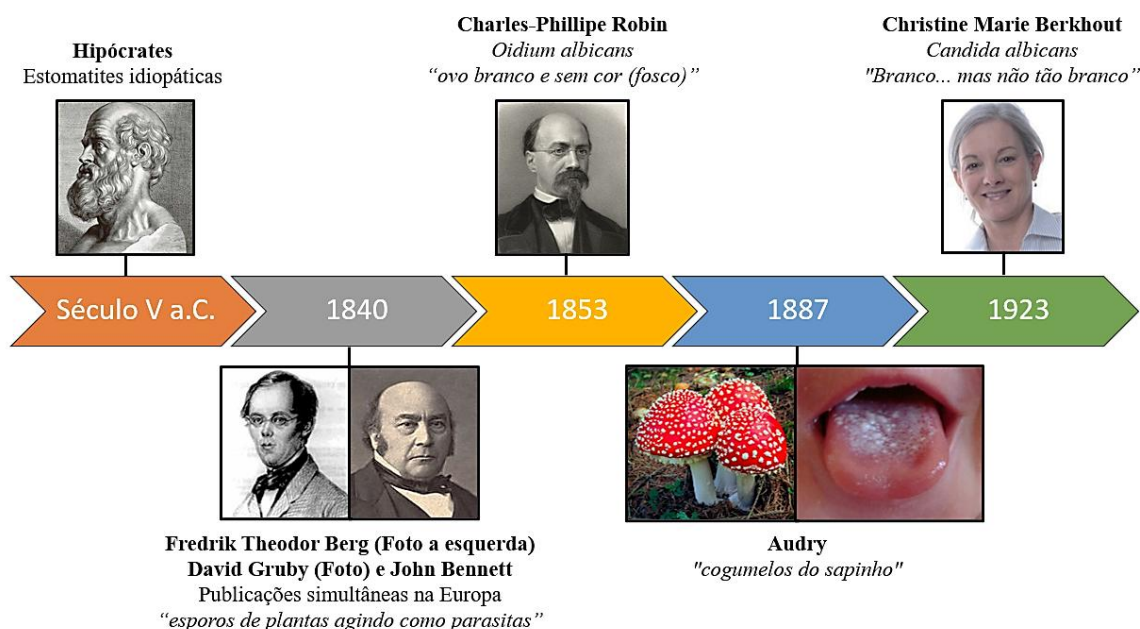 Hipócrates
Estomatites idiopáticas
Charles-Phillipe Robin
Oidium albicans
“ovo branco e sem cor (fosco)”
Christine Marie Berkhout
Candida albicans
"Branco... mas não tão branco”
Século V a.C.
1840
1853
1887
1923
Fredrik Theodor Berg (Foto a esquerda)
David Gruby (Foto) e John Bennett
Publicações simultâneas na Europa
“esporos de plantas agindo como parasitas”
Audry
"cogumelos do sapinho"